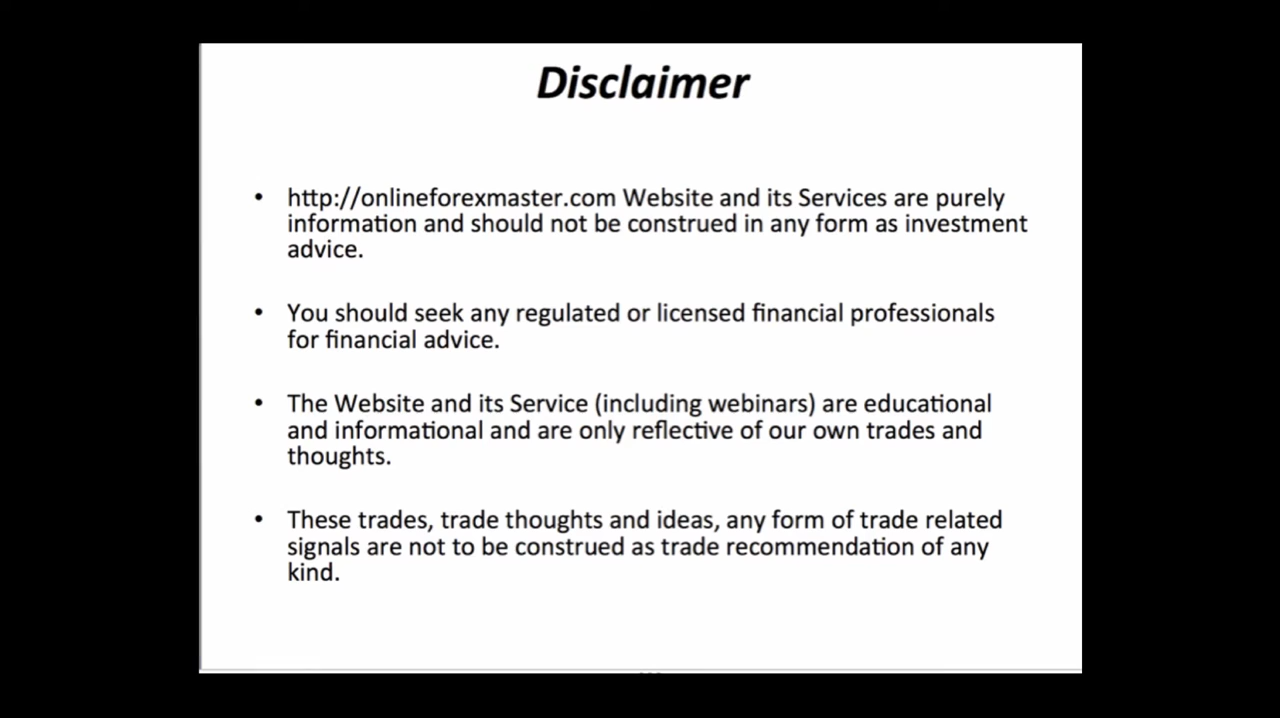 Disclaimer
• http://onlineforexmaster.com Website and its Services are purely
information and should not be construed in any form as investment
advice.
• You should seek any regulated or licensed financial professionals
for financial advice.
• The Website and its Service (including webinars) are educational
and informational and are only reflective of our own trades and
thoughts.
• These trades, trade thoughts and ideas, any form of trade related
signals are not to be construed as trade recommendation of any
kind.